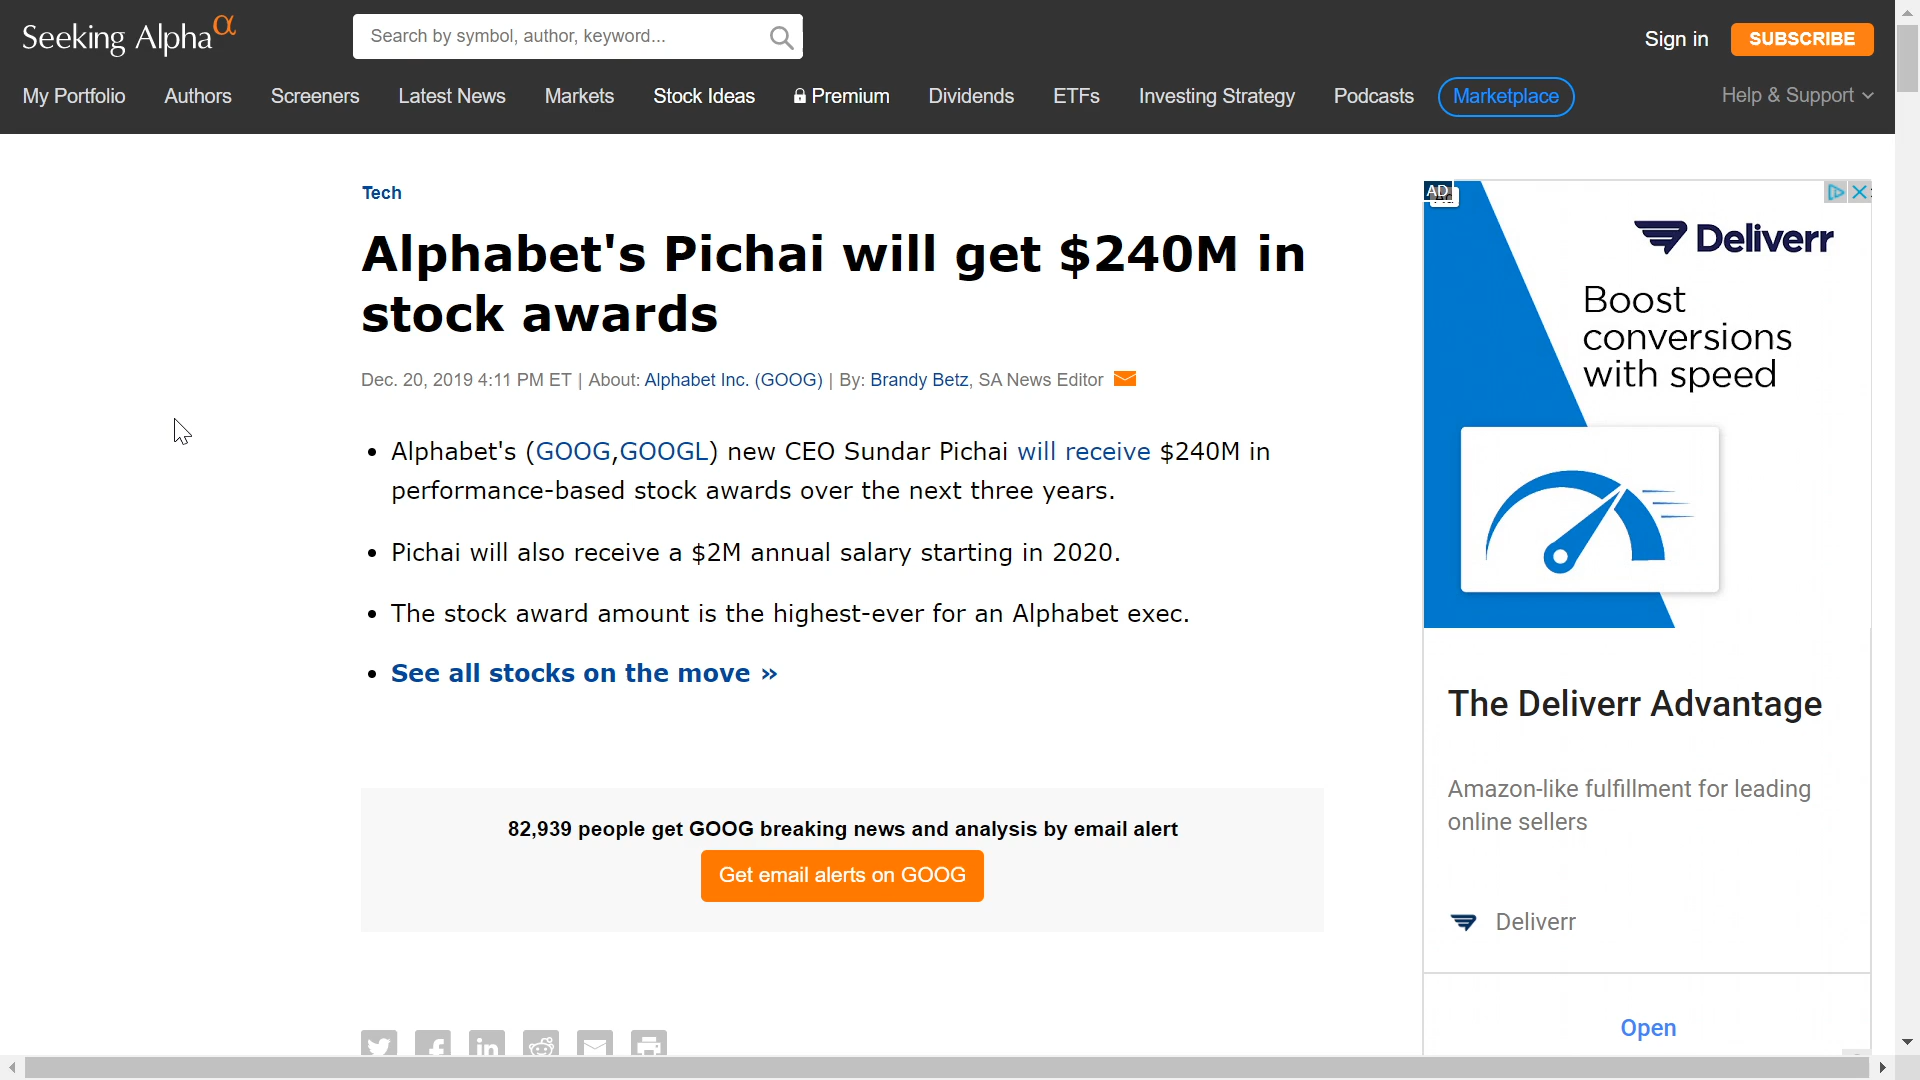 Seeking Alphaα
Search by symbol, author, keyword...
Sign in
SUBSCRIBE
My Portfolio Authors Screeners Latest News Markets Stock Ideas Premium Dividends ETFs Investing Strategy Podcasts Marketplace Help & Support
Tech
Alphabet's Pichai will get $240M in
stock awards
Dec. 20, 2019 4:11 PM ET | About: Alphabet Inc. (GOOG) | By: Brandy Betz, SA News Editor
• Alphabet's (GOOG,GOOGL) new CEO Sundar Pichai will receive $240M in
performance-based stock awards over the next three years.
• Pichai will also receive a $2M annual salary starting in 2020.
• The stock award amount is the highest-ever for an Alphabet exec.
• See all stocks on the move »
82,939 people get GOOG breaking news and analysis by email alert
Get email alerts on GOOG
AD
Deliverr
Boost
conversions
with speed
The Deliverr Advantage
Amazon-like fulfillment for leading
online sellers
Deliverr
Open